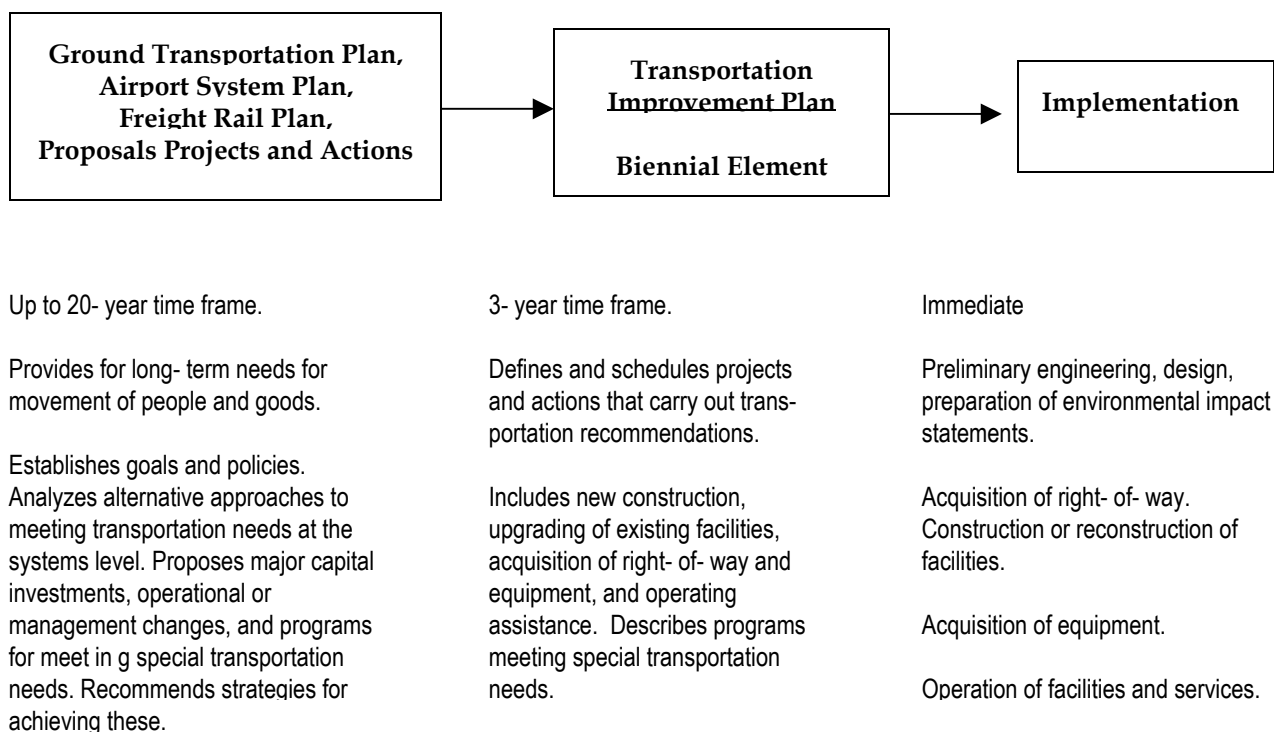 Ground Transportation Plan,
Airport System Plan,
Freight Rail Plan,
Proposals Projects and Actions
Transportation
Improvement Plan
Biennial Element
Implementation
Up to 20- year time frame.
Provides for long- term needs for
movement of people and goods.
Establishes goals and policies.
Analyzes alternative approaches to
meeting transportation needs at the
systems level. Proposes major capital
investments, operational or
management changes, and programs
for meet in g special transportation
needs. Recommends strategies for
achieving these.
3- year time frame.
Defines and schedules projects
and actions that carry out trans-
portation recommendations.
Includes new construction,
upgrading of existing facilities,
acquisition of right- of- way and
equipment, and operating
assistance.  Describes programs
meeting special transportation
needs.
Immediate
Preliminary engineering, design,
preparation of environmental impact
statements.
Acquisition of right- of- way.
Construction or reconstruction of
facilities.
Acquisition of equipment.
Operation of facilities and services.